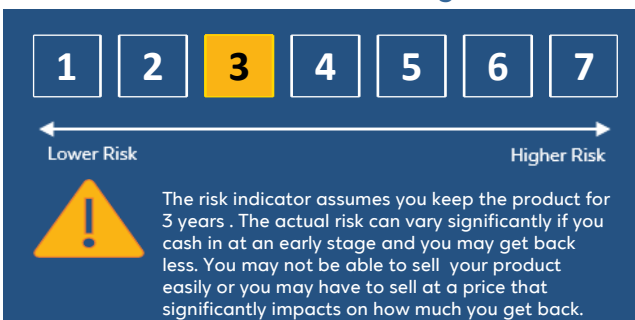 1 2 3 4 5 6 7
Lower Risk Higher Risk
!
The risk indicator assumes you keep the product for
3 years . The actual risk can vary significantly if you
cash in at an early stage and you may get back
less. You may not be able to sell your product
easily or you may have to sell at a price that
significantly impacts on how much you get back.